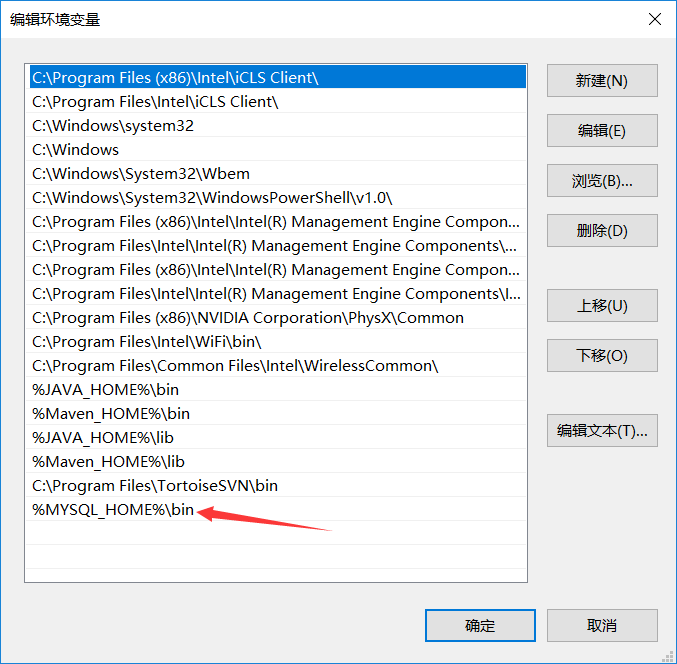 编辑环境变量
C:\Program Files (x86)\Intel\iCLS Client\
C:\Program Files\Intel\iCLS Client\
C:\Windows\system32
C:\Windows
C:\Windows\System32\Wbem
C:\Windows\System32\WindowsPowerShell\v1.0\
C:\Program Files (x86)\Intel\Intel(R) Management Engine Compon...
C:\Program Files\Intel\Intel(R) Management Engine Components\...
C:\Program Files (x86)\Intel\Intel(R) Management Engine Compon...
C:\Program Files\Intel\Intel(R) Management Engine Components\I...
C:\Program Files (x86)\NVIDIA Corporation\PhysX\Common
C:\Program Files\Intel\WiFi\bin\
C:\Program Files\Common Files\Intel\WirelessCommon\
%JAVA_HOME%\bin
%Maven_HOME%\bin
%JAVA_HOME%\lib
%Maven_HOME%\lib
C:\Program Files\TortoiseSVN\bin
%MYSQL_HOME%\bin
新建(N)
编辑(E)
浏览(B)...
删除(D)
上移(U)
下移(O)
编辑文本(T)...
确定
取消